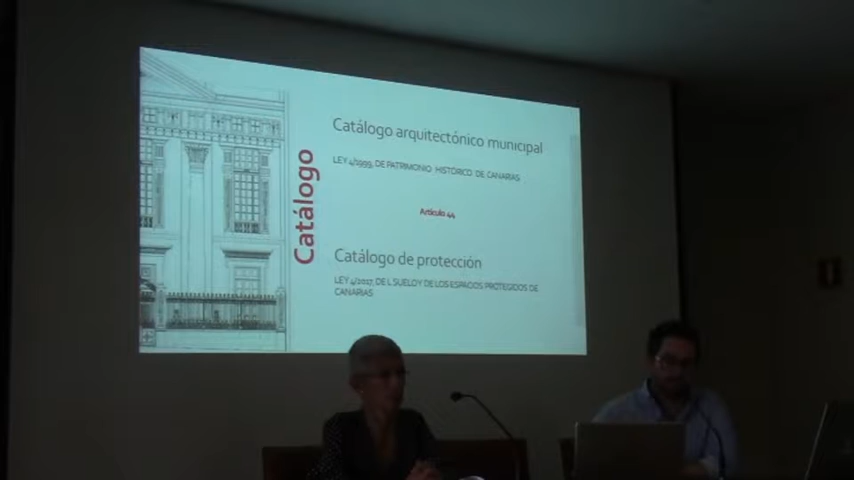 Catálogo
Catálogo arquitectónico municipal
LEY 4/1999, DE PATRIMONIO HISTÓRICO DE CANARIAS
Artículo 44
Catálogo de protección
LEY 4/2017, DE L SUELO Y DE LOS ESPACIOS PROTEGIDOS DE
CANARIAS